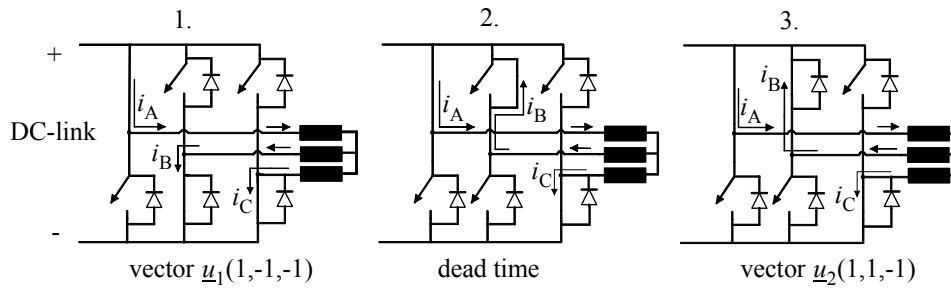 1.
2.
3.
+
DC-link
-
i_A
i_B
i_C
i_A
i_B
i_C
i_B
i_A
i_C
vector u_1(1,-1,-1)
dead time
vector u_2(1,1,-1)